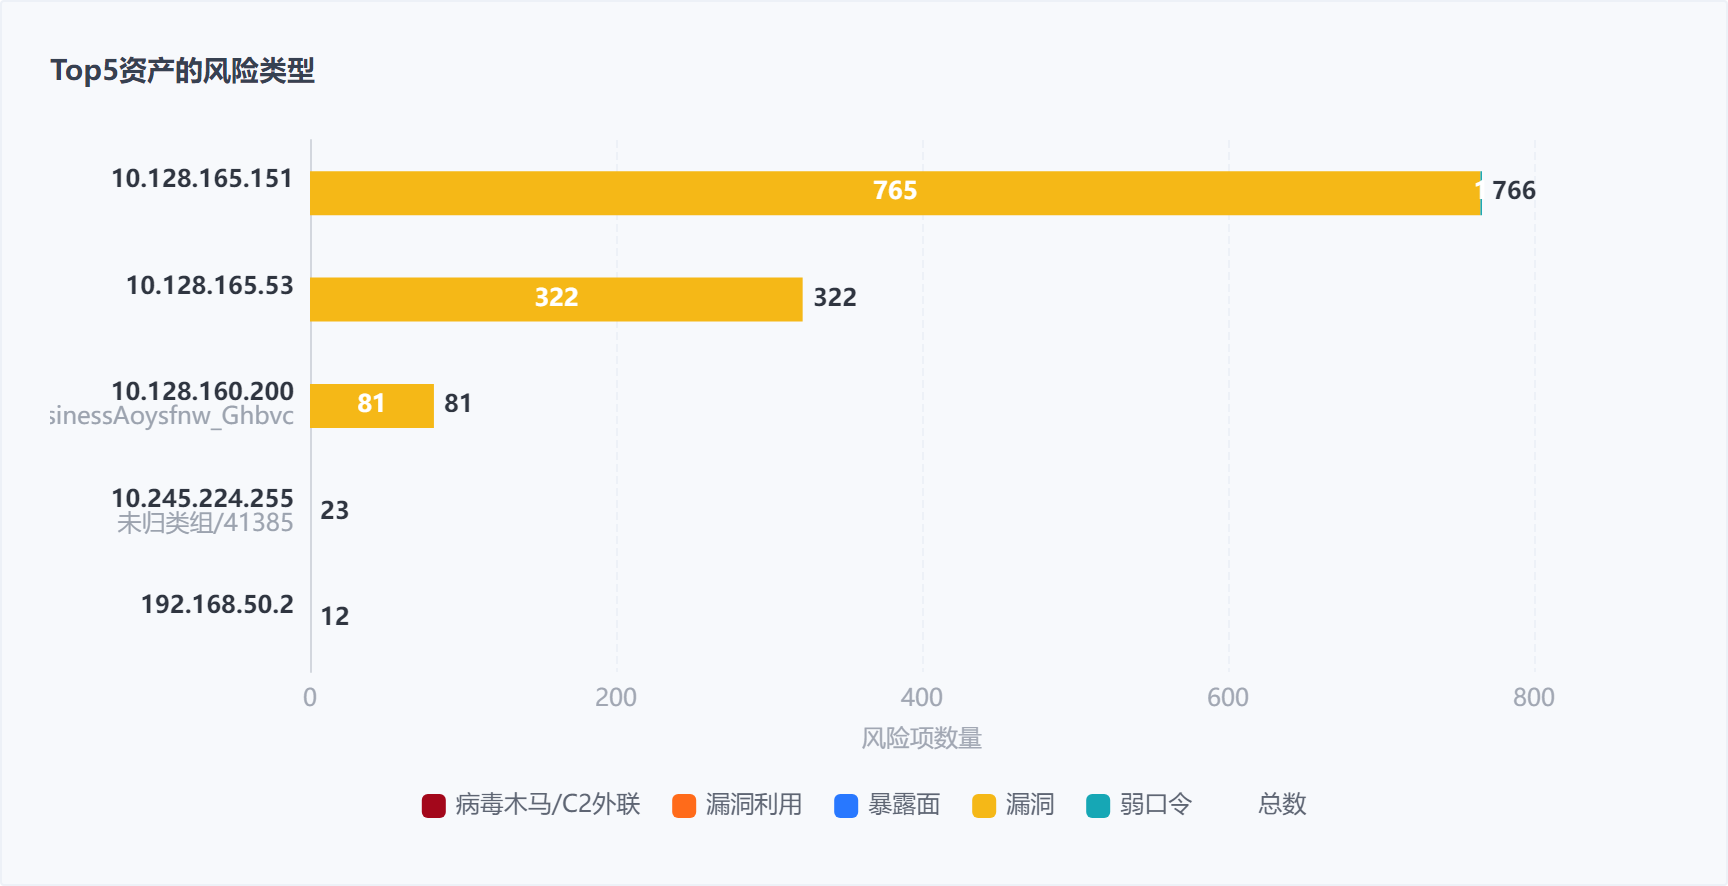 Top5资产的风险类型
10.128.165.151
765
1
766
10.128.165.53
322
322
10.128.160.200
sinessAoysfnw_Ghbvc
81
81
10.245.224.255
未归类组/41385
23
192.168.50.2
12
0 200 400 600 800
风险项数量
病毒木马/C2外联 漏洞利用 暴露面 漏洞 弱口令 总数